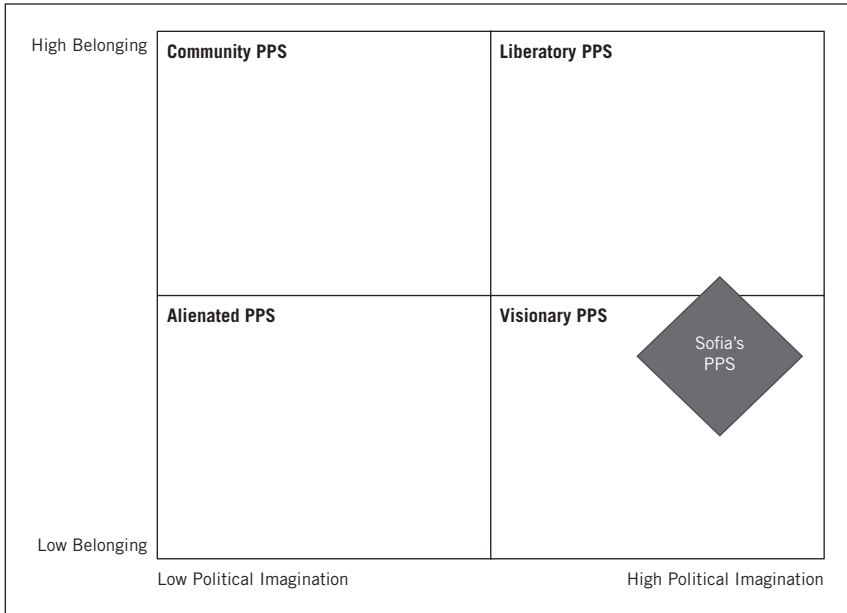 High Belonging
Community PPS
Liberatory PPS
Alienated PPS
Visionary PPS
Sofia’s
PPS
Low Belonging
Low Political Imagination
High Political Imagination